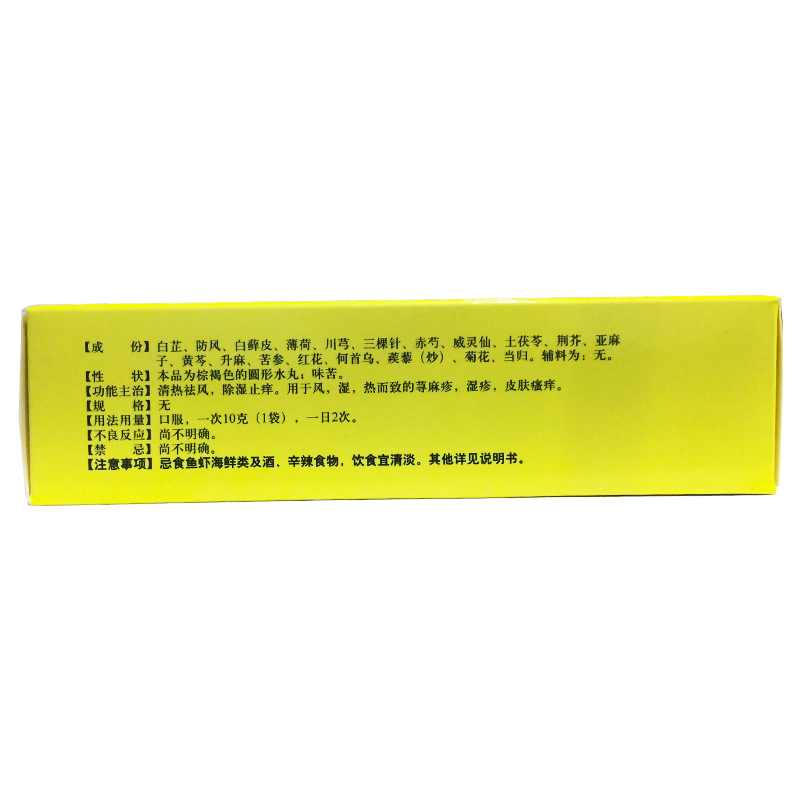 【成 份】白芷、防风、白鲜皮、薄荷、川芎、三棵针、赤芍、威灵仙、土茯苓、荆芥、亚麻
子、黄芩、升麻、苦参、红花、何首乌、蒺藜（炒）、菊花、当归。辅料为：无。
【性 状】本品为棕褐色的圆形水丸；味苦。
【功能主治】清热祛风，除湿止痒。用于风，湿，热而致的荨麻疹，湿疹，皮肤瘙痒。
【规 格】无
【用法用量】口服，一次10克（1袋），一日2次。
【不良反应】尚不明确。
【禁 忌】尚不明确。
【注意事项】忌食鱼虾海鲜类及酒、辛辣食物，饮食宜清淡。其他详见说明书。